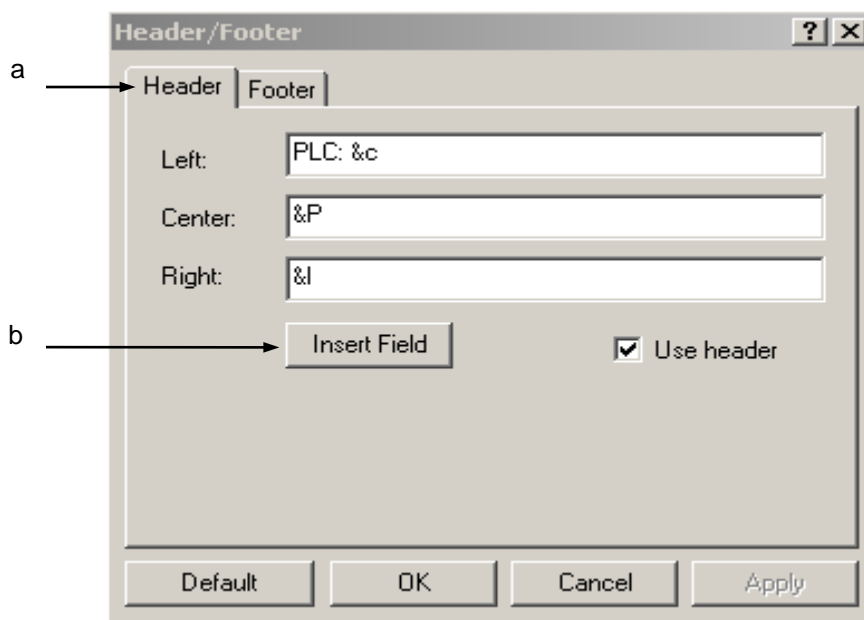 Header/Footer
a
Header
Footer
Left:
PLC: &c
Center:
&P
Right:
&l
b
Insert Field
Use header
Default
OK
Cancel
Apply